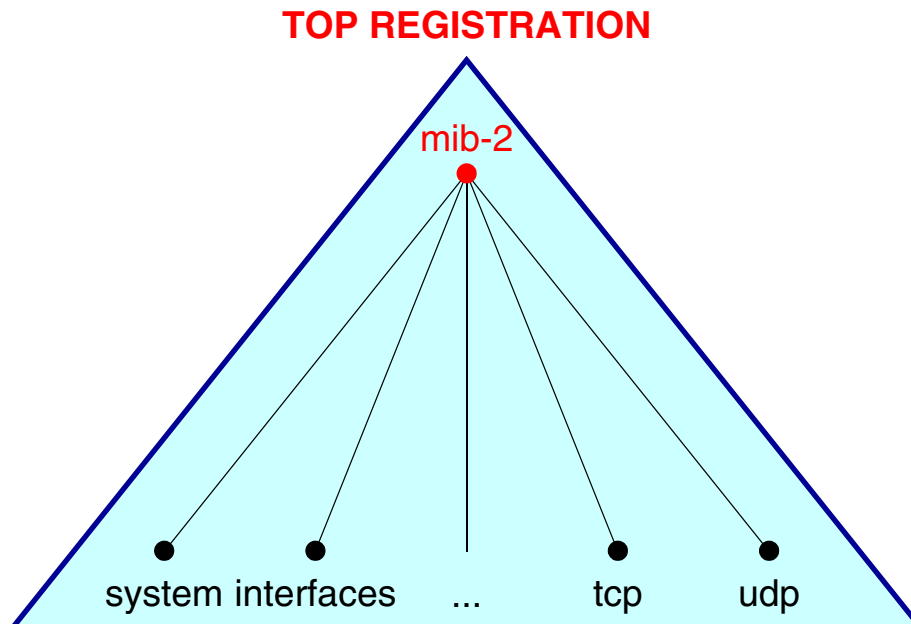 TOP REGISTRATION
mib-2
system interfaces ... tcp udp